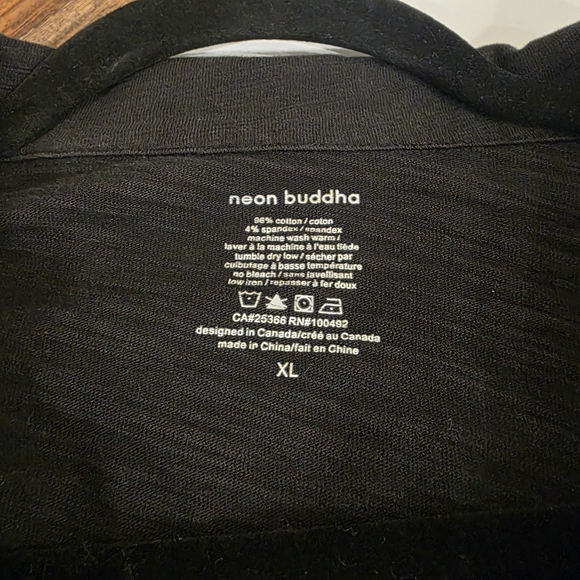 neon buddha
96% cotton / coton
4% spandex / spandex
machine wash warm /
laver à la machine à l'eau tiède
tumble dry low / sécher par
culbutage à basse température
no bleach / sans javellisant
low iron / repasser à fer doux
CA#25366 RN#100492
designed in Canada/créé au Canada
made in China/fait en Chine
XL